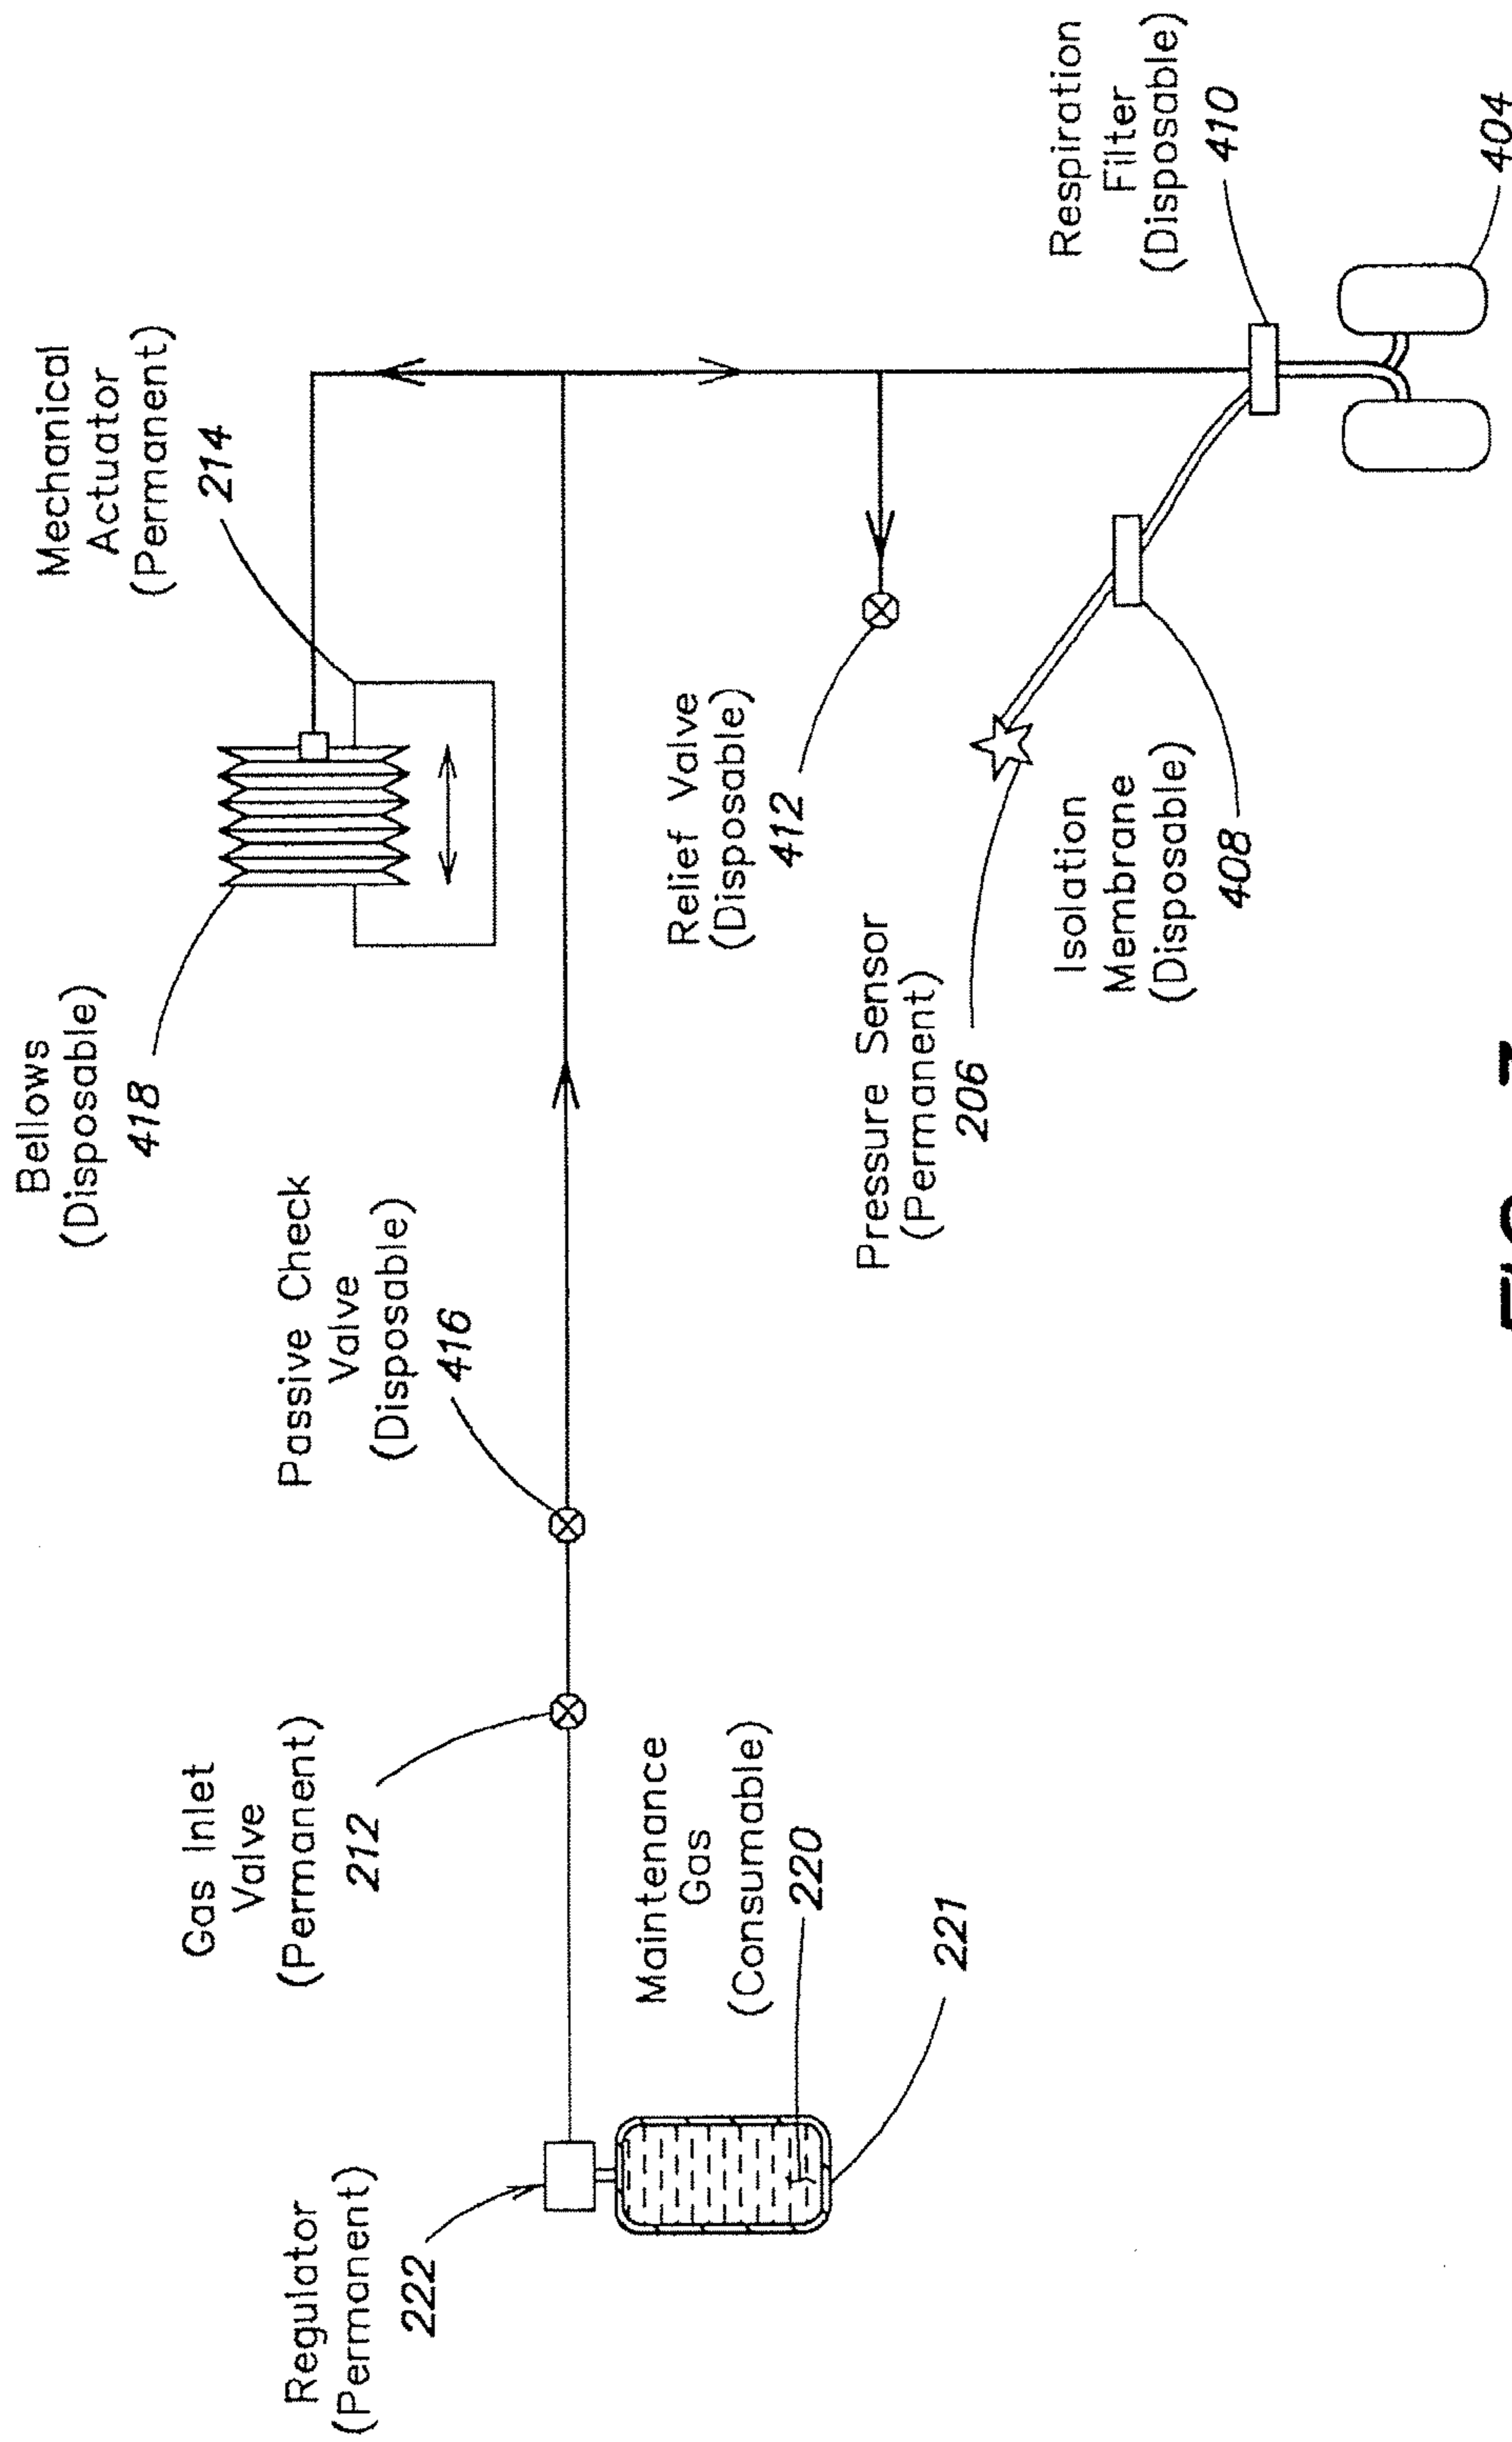 Regulator
(Permanent)
222
Gas Inlet
Valve
(Permanent)
212
Passive Check
Valve
(Disposable)
416
Bellows
(Disposable)
418
Mechanical
Actuator
(Permanent)
214
Maintenance
Gas
(Consumable)
220
221
Relief Valve
(Disposable)
412
Pressure Sensor
(Permanent)
206
Isolation
Membrane
(Disposable)
408
Respiration
Filter
(Disposable)
410
404